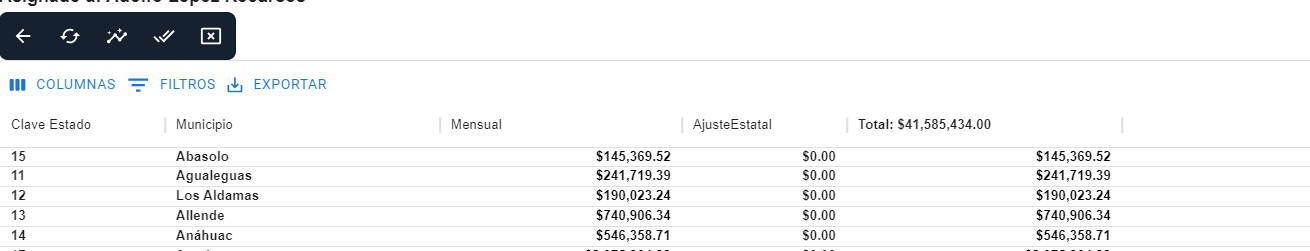 COLUMNAS FILTROS EXPORTAR
Clave Estado Municipio Mensual AjusteEstatal Total: $41,585,434.00
15 Abasolo $145,369.52 $0.00 $145,369.52
11 Agualeguas $241,719.39 $0.00 $241,719.39
12 Los Aldamas $190,023.24 $0.00 $190,023.24
13 Allende $740,906.34 $0.00 $740,906.34
14 Anáhuac $546,358.71 $0.00 $546,358.71